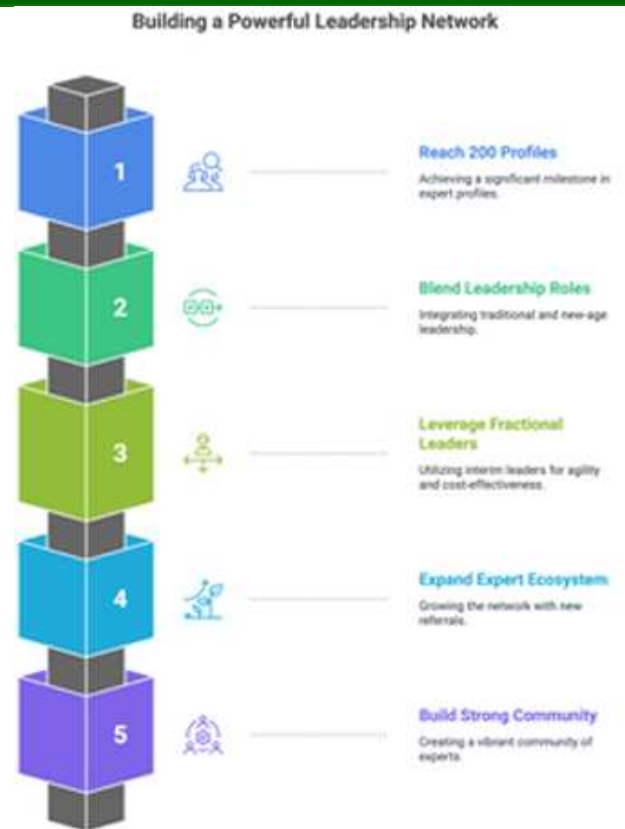 Building a Powerful Leadership Network
1
Reach 200 Profiles
Achieving a significant milestone in
expert profiles.
2
Blend Leadership Roles
Integrating traditional and new-age
leadership.
3
Leverage Fractional
Leaders
Utilizing interim leaders for agility
and cost-effectiveness.
4
Expand Expert Ecosystem
Growing the network with new
referrals.
5
Build Strong Community
Creating a vibrant community of
experts.